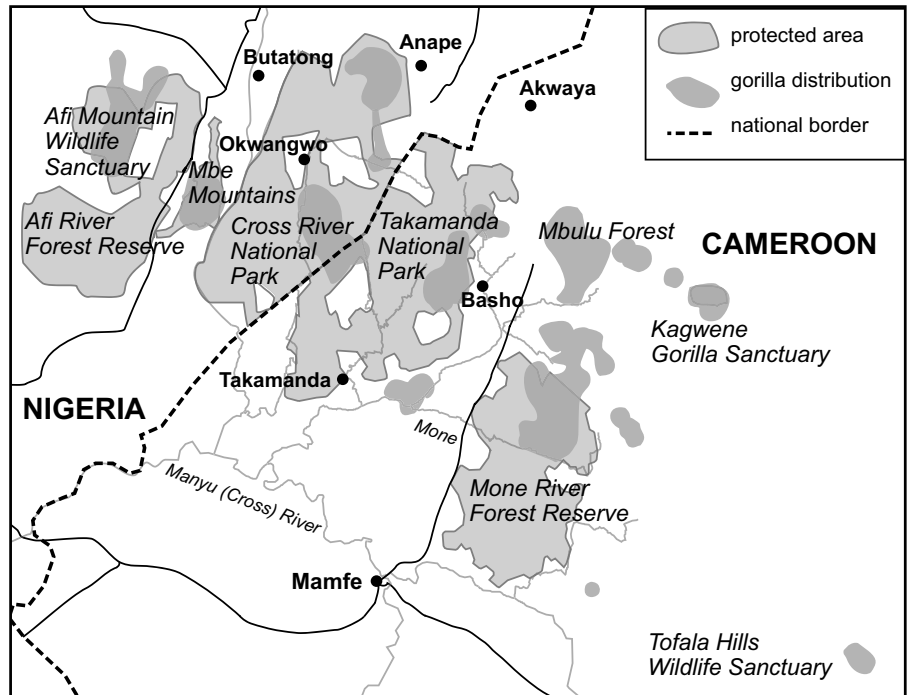 protected area
gorilla distribution
national border
Butatong
Anape
Akwaya
Afi Mountain
Wildlife
Sanctuary
Okwangwo
Mbe
Mountains
Afi River
Forest Reserve
Cross River
National
Park
Takamanda
National
Park
Mbulu Forest
CAMEROON
Basho
Kagwene
Gorilla Sanctuary
Takamanda
NIGERIA
Mone
Manyu (Cross) River
Mone River
Forest Reserve
Mamfe
Tofala Hills
Wildlife Sanctuary